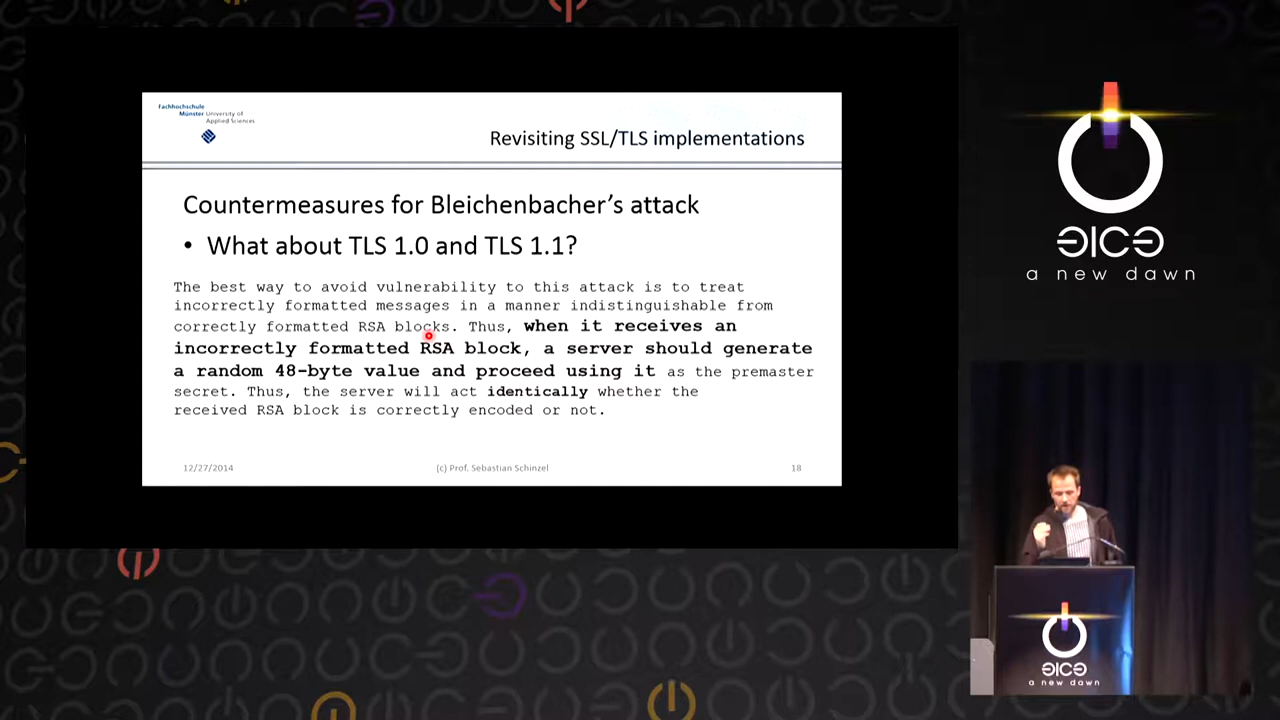 Fachhochschule
Münster University of
Applied Sciences
Revisiting SSL/TLS implementations
Countermeasures for Bleichenbacher's attack
• What about TLS 1.0 and TLS 1.1?
The best way to avoid vulnerability to this attack is to treat
incorrectly formatted messages in a manner indistinguishable from
correctly formatted RSA blocks. Thus, when it receives an
incorrectly formatted RSA block, a server should generate
a random 48-byte value and proceed using it as the premaster
secret. Thus, the server will act identically whether the
received RSA block is correctly encoded or not.
12/27/2014
(c) Prof. Sebastian Schinzel
18
a new dawn
a new dawn